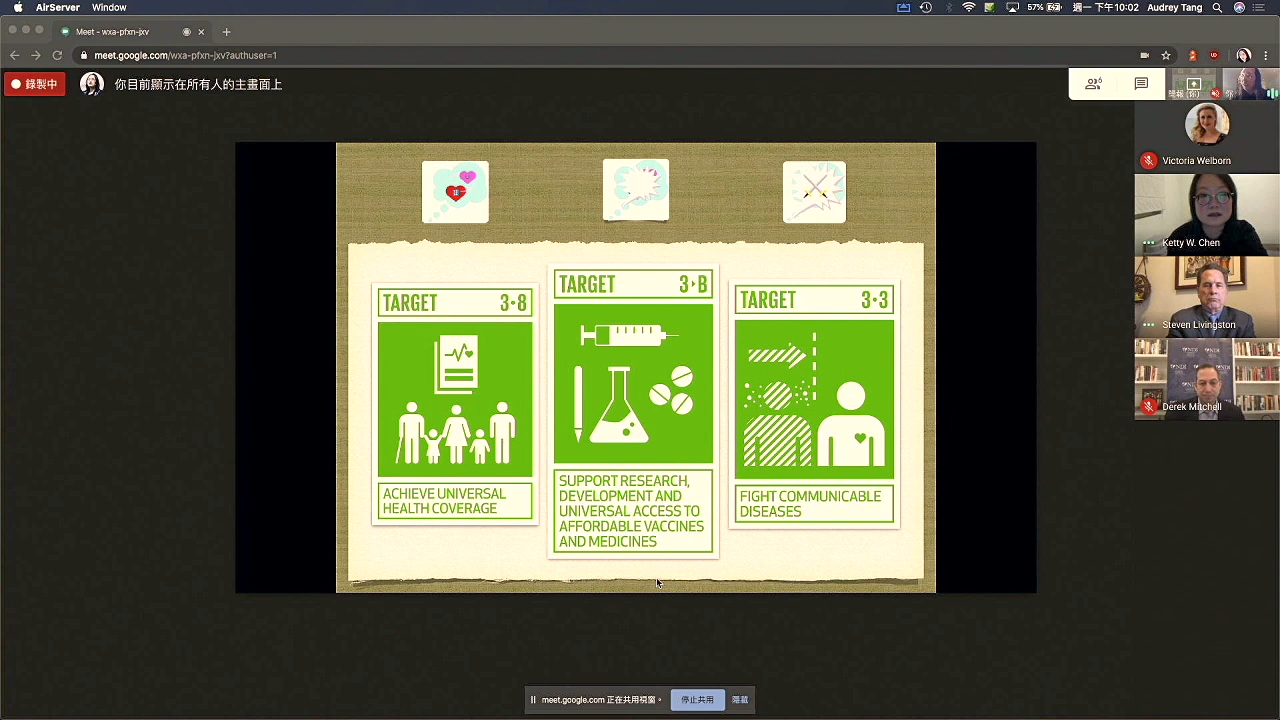 AirServer Window
57% 週一 下午10:02 Audrey Tang
Meet - wxa-pfxn-jxv
meet.google.com/wxa-pfxn-jxv?authuser=1
錄製中
你目前顯示在所有人的主畫面上
6
Victoria Welborn
Ketty W. Chen
Steven Livingston
NDI
Derek Mitchell
TARGET 3·8
ACHIEVE UNIVERSAL
HEALTH COVERAGE
TARGET 3·B
SUPPORT RESEARCH,
DEVELOPMENT AND
UNIVERSAL ACCESS TO
AFFORDABLE VACCINES
AND MEDICINES
TARGET 3·3
FIGHT COMMUNICABLE
DISEASES
meet.google.com 正在共用視窗。
停止共用
隱藏